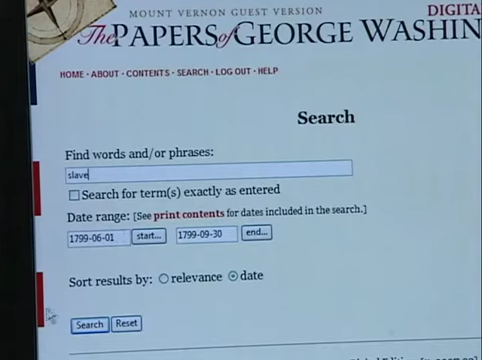 MOUNT VERNON GUEST VERSION
DIGITA
The PAPERS of GEORGE WASHIN
HOME · ABOUT · CONTENTS · SEARCH · LOG OUT · HELP
Search
Find words and/or phrases:
slave
Search for term(s) exactly as entered
Date range: [See print contents for dates included in the search.]
1799-06-01 start... 1799-09-30 end...
Sort results by: relevance date
Search Reset